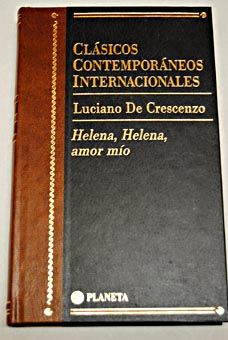 CLÁSICOS
CONTEMPORÁNEOS
INTERNACIONALES
Luciano De Crescenzo
Helena, Helena,
amor mío
PLANETA